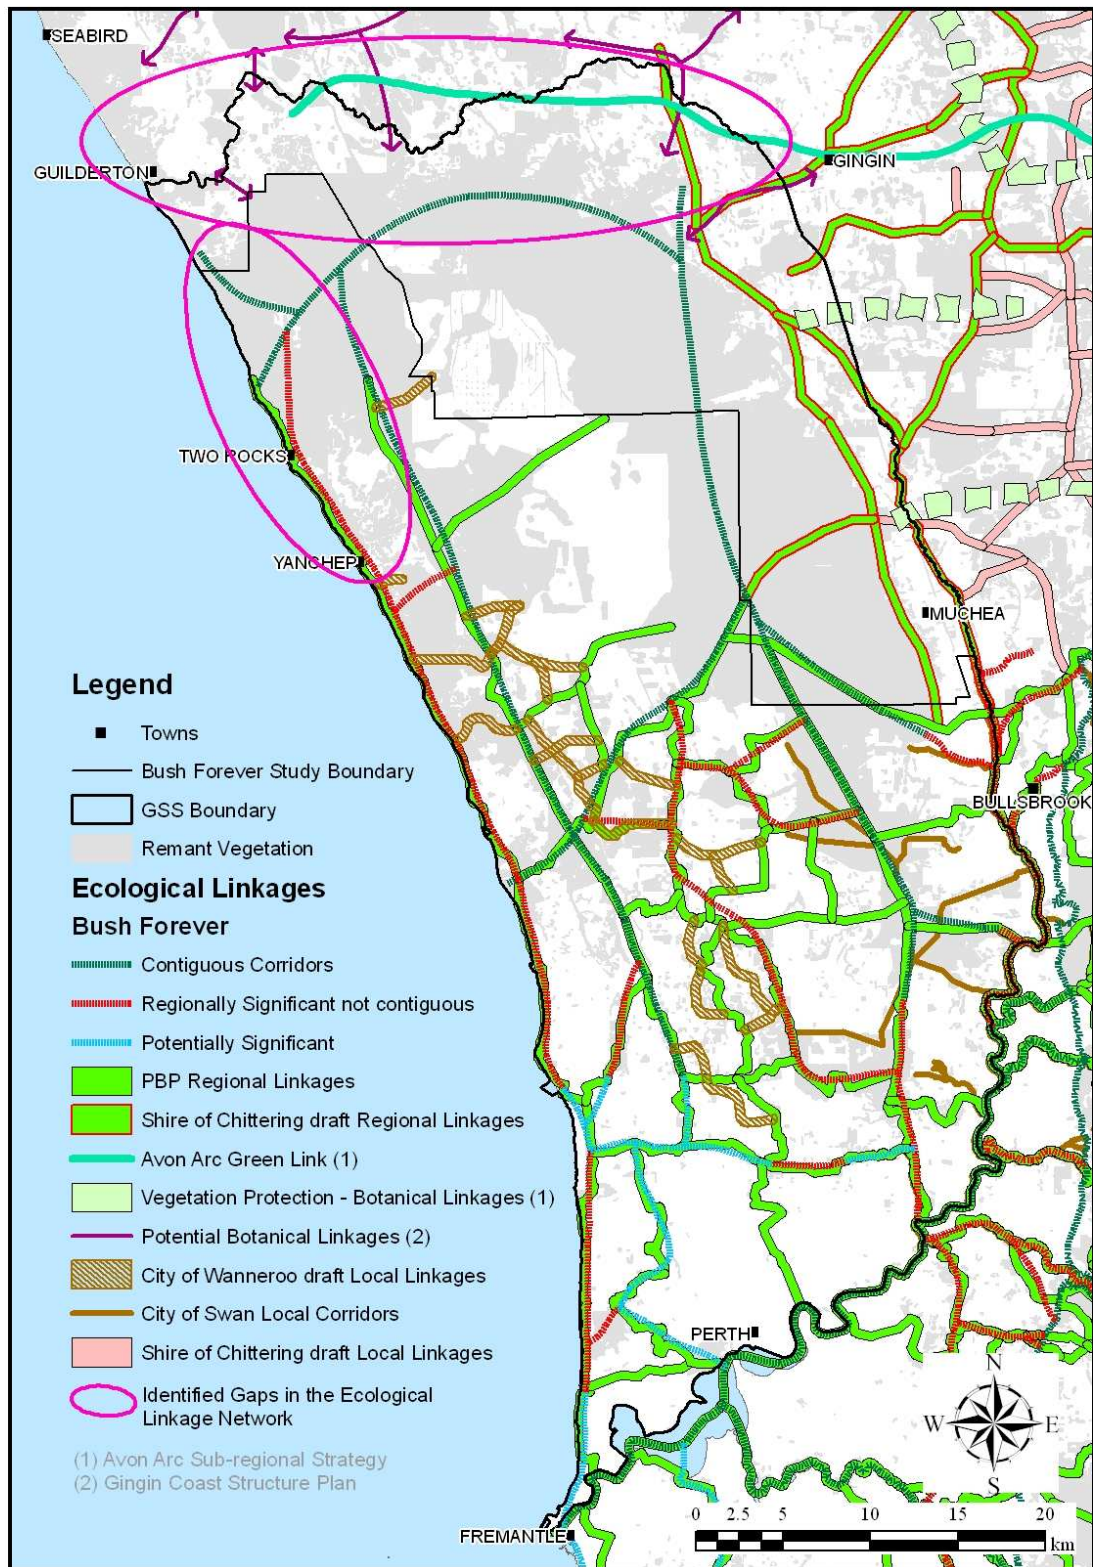 SEABIRD
GUILDERTON
GINGIN
TWO ROCKS
YANCHEP
MUCHEA
BULLSBROOK
Legend
Towns
Bush Forever Study Boundary
GSS Boundary
Remant Vegetation
Ecological Linkages
Bush Forever
Contiguous Corridors
Regionally Significant not contiguous
Potentially Significant
PBP Regional Linkages
Shire of Chittering draft Regional Linkages
Avon Arc Green Link (1)
Vegetation Protection - Botanical Linkages (1)
Potential Botanical Linkages (2)
City of Wanneroo draft Local Linkages
City of Swan Local Corridors
Shire of Chittering draft Local Linkages
Identified Gaps in the Ecological
Linkage Network
(1) Avon Arc Sub-regional Strategy
(2) Gingin Coast Structure Plan
PERTH
FREMANTLE
N
W E
S
0 2.5 5 10 15 20
km